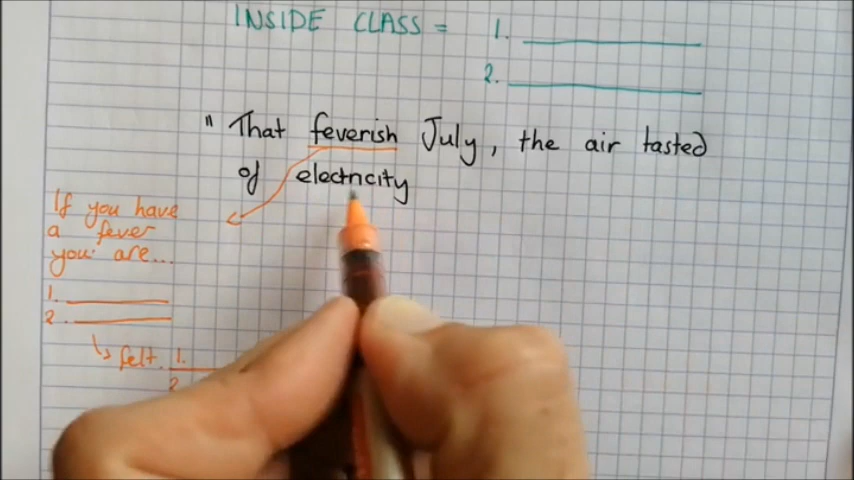 INSIDE CLASS = 1.
2.
" That feverish July, the air tasted
of electricity
If you have
a fever
you are...
1.
2.
↳ felt. 1.
2